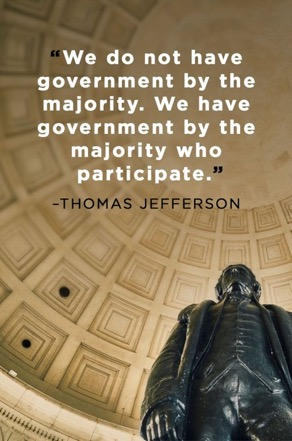 “We do not have
government by the
majority. We have
government by the
majority who
participate.”
–THOMAS JEFFERSON